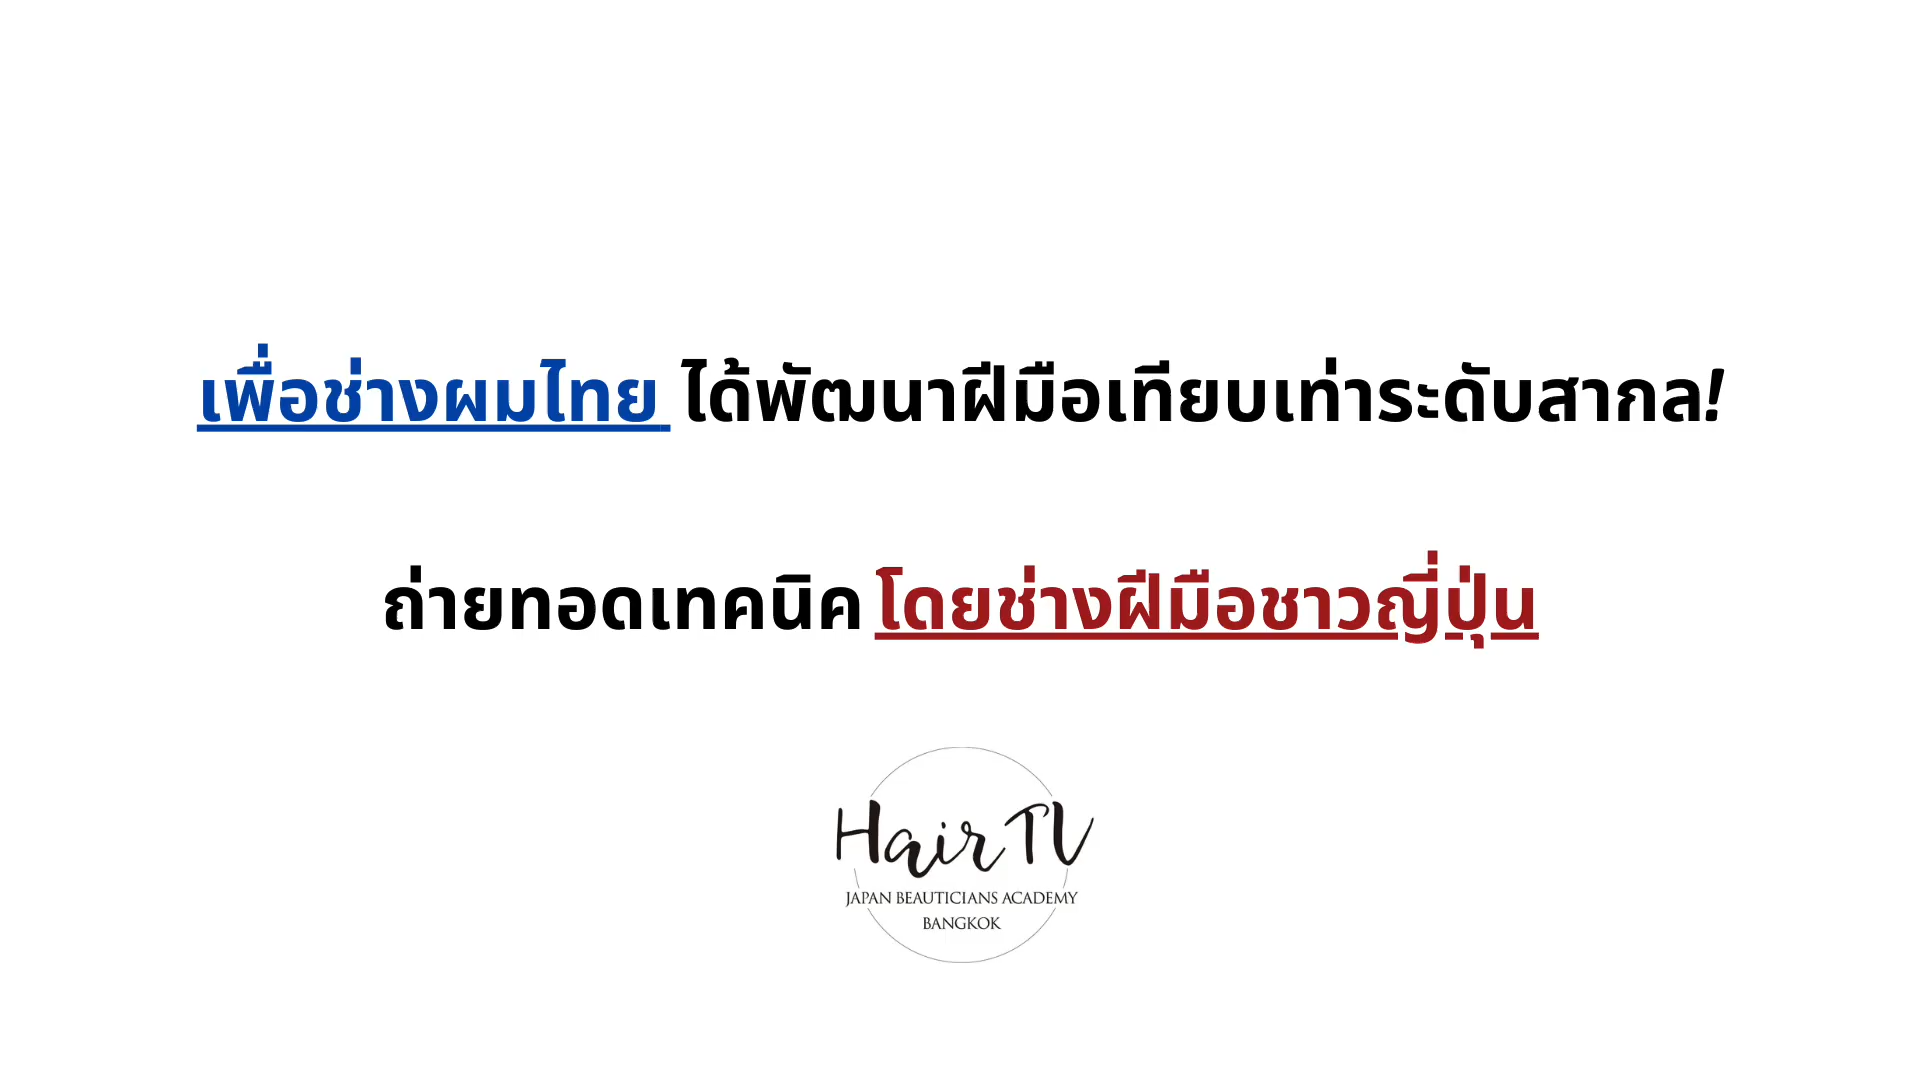 เพื่อช่างผมไทย ได้พัฒนาฝีมือเทียบเท่าระดับสากล!
ถ่ายทอดเทคนิค โดยช่างฝีมือชาวญี่ปุ่น
Hair TV
JAPAN BEAUTICIANS ACADEMY
BANGKOK